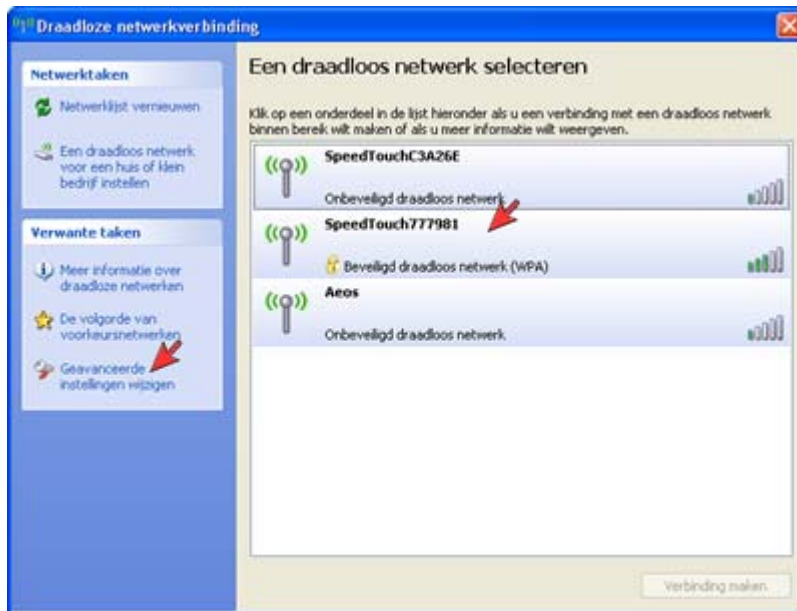 Draadloze netwerkverbinding
Netwerktaken
Netwerklijst vernieuwen
Een draadloos netwerk
voor een huis of klein
bedrijf instellen
Verwante taken
Meer informatie over
draadloze netwerken
De volgorde van
voorkeursnetwerken
Geavanceerde
instellingen wijzigen
Een draadloos netwerk selecteren
Klik op een onderdeel in de lijst hieronder als u een verbinding met een draadloos netwerk
binnen bereik wilt maken of als u meer informatie wilt weergeven.
SpeedTouchC3A26E
Onbeveiligd draadloos netwerk
SpeedTouch777981
Beveiligd draadloos netwerk (WPA)
Aeos
Onbeveiligd draadloos netwerk
Verbinding maken